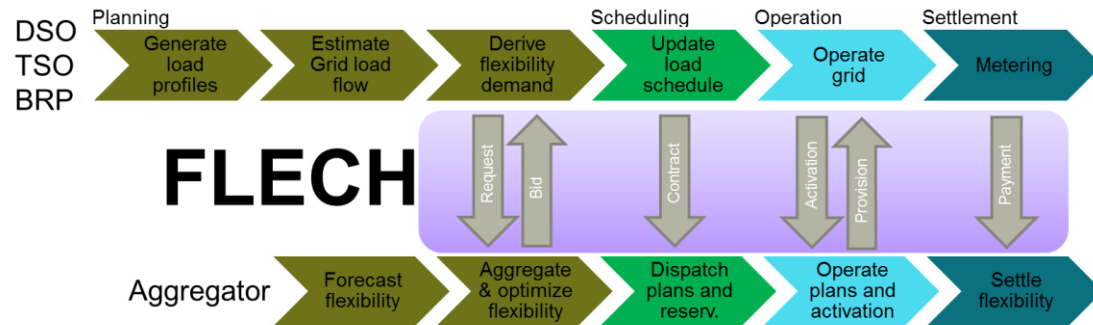 Planning
Scheduling
Operation
Settlement
DSO
TSO
BRP
Generate
load
profiles
Estimate
Grid load
flow
Derive
flexibility
demand
Update
load
schedule
Operate
grid
Metering
FLECH
Request
Bid
Contract
Activation
Provision
Payment
Aggregator
Forecast
flexibility
Aggregate
& optimize
flexibility
Dispatch
plans and
reserv.
Operate
plans and
activation
Settle
flexibility